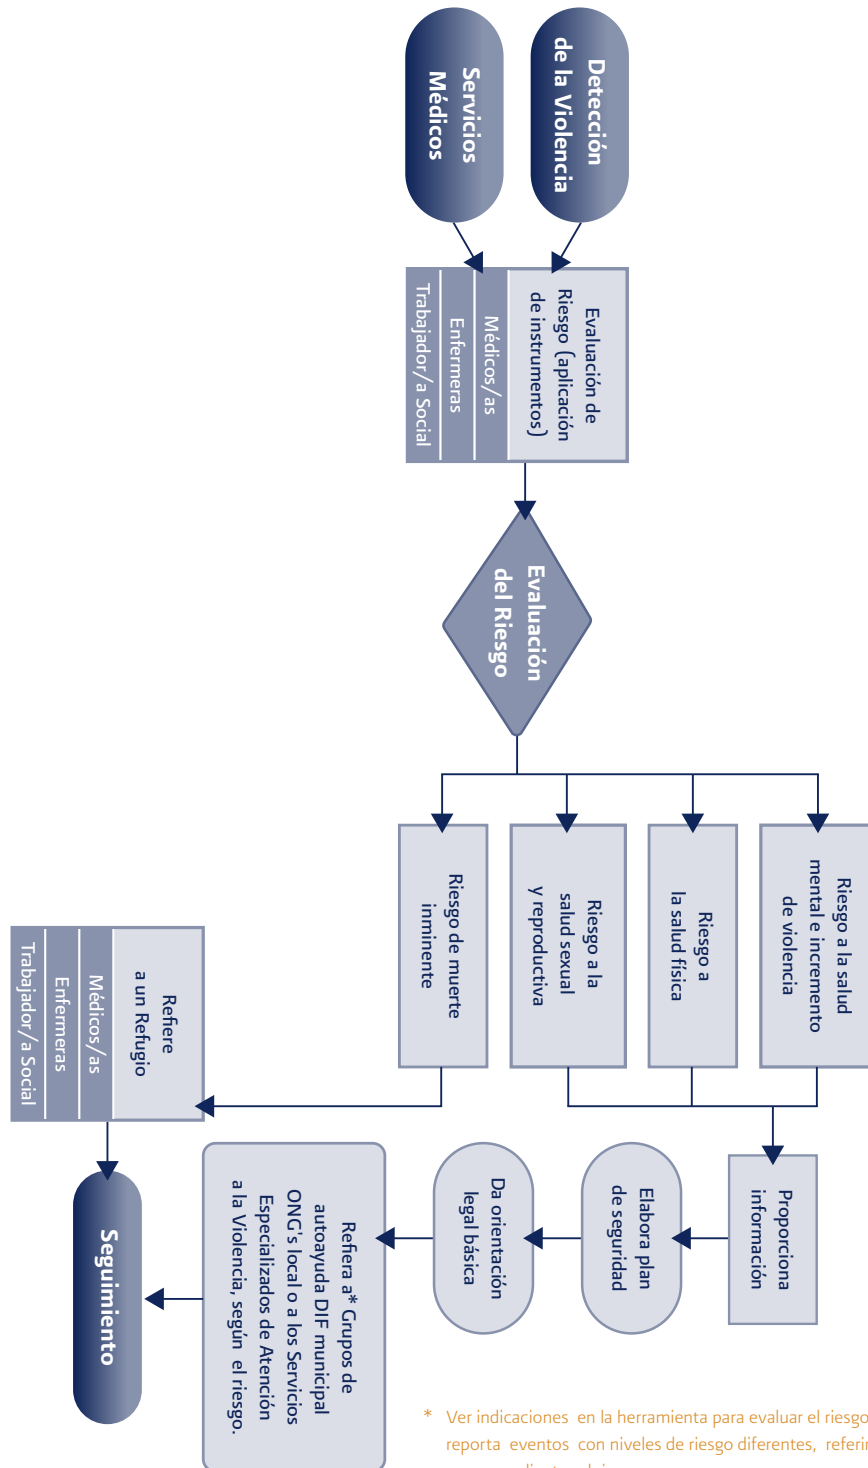 Detección
de la Violencia
Servicios
Médicos
Evaluación de
Riesgo (aplicación
de instrumentos)
Médicos/as
Enfermeras
Trabajador/a Social
Evaluación
del Riesgo
Riesgo a la salud
mental e incremento
de violencia
Riesgo a
la salud física
Riesgo a la
salud sexual
y reproductiva
Riesgo de muerte
inminente
Proporciona
información
Elabora plan
de seguridad
Da orientación
legal básica
Refiera a* Grupos de
autoayuda DIF municipal
ONG's local o a los Servicios
Especializados de Atención
a la Violencia, según el riesgo.
Refiere
a un Refugio
Médicos/as
Enfermeras
Trabajador/a Social
Seguimiento
* Ver indicaciones en la herramienta para evaluar el riesgo
reporta eventos con niveles de riesgo diferentes, referir